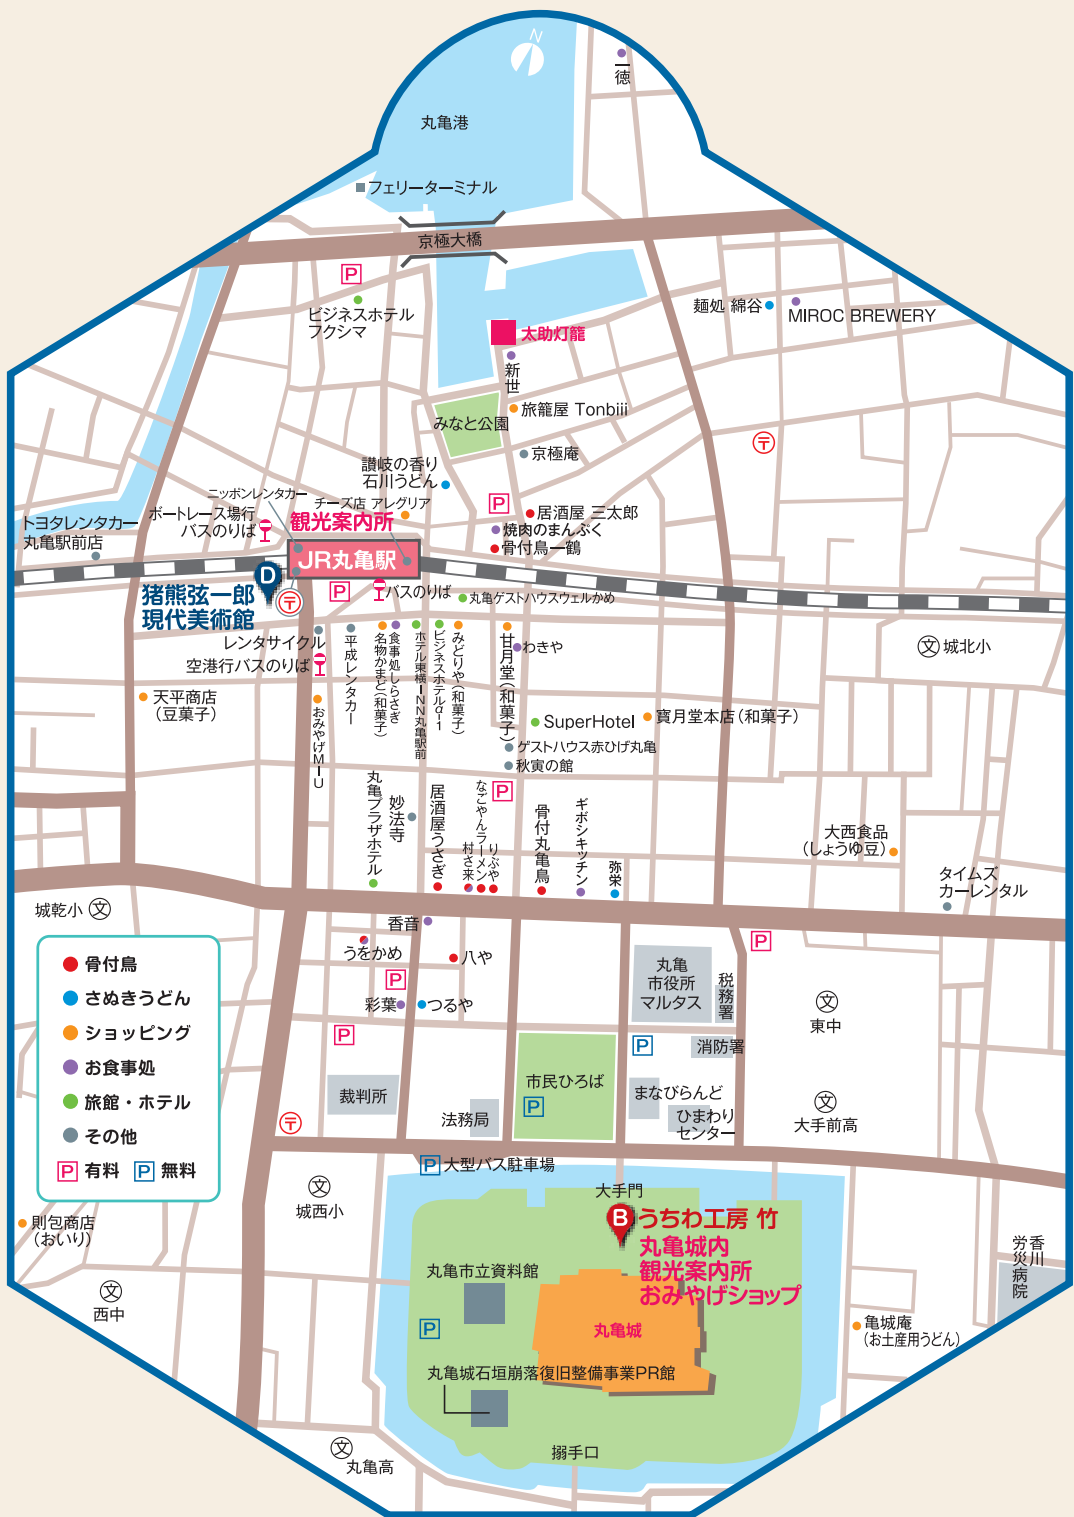 N
一徳
丸亀港
フェリーターミナル
京極大橋
P
ビジネスホテル
フクシマ
麺処 綿谷
MIROC BREWERY
太助灯籠
新世
旅籠屋 Tonbiii
みなと公園
京極庵
讃岐の香り
石川うどん
ニッポンレンタカー
チーズ店 アレグリア
P
居酒屋 三太郎
焼肉のまんぷく
骨付鳥一鶴
ボートレース場行
バスのりば
観光案内所
トヨタレンタカー
丸亀駅前店
JR丸亀駅
D
猪熊弦一郎
現代美術館
P
バスのりば
丸亀ゲストハウスウェルかめ
レンタサイクル
空港行バスのりば
平成レンタカー
名物かまど(和菓子)
食事処しらさぎ
ホテル東横INN丸亀駅前
ビジネスホテルα-1
みどりや(和菓子)
甘月堂(和菓子)
わきや
文 城北小
天平商店
(豆菓子)
おみやげMIU
SuperHotel
寳月堂本店(和菓子)
ゲストハウス赤ひげ丸亀
秋寅の館
P
丸亀プラザホテル
妙法寺
居酒屋うさぎ
村さ来
なごやんラーメン
りぶや
骨付丸亀鳥
ギボシキッチン
弥栄
大西食品
(しょうゆ豆)
タイムズ
カーレンタル
城乾小 文
香音
うをかめ
八や
P
彩葉
つるや
P
丸亀
市役所
マルタス
税務署
P
文
東中
P
消防署
骨付鳥
さぬきうどん
ショッピング
お食事処
旅館・ホテル
その他
P 有料 P 無料
裁判所
法務局
市民ひろば
P
まなびらんど
ひまわり
センター
文
大手前高
P 大型バス駐車場
文
城西小
大手門
B
うちわ工房 竹
丸亀城内
観光案内所
おみやげショップ
則包商店
(おいり)
文
西中
丸亀市立資料館
P
丸亀城
丸亀城石垣崩落復旧整備事業PR館
香川
労災病院
亀城庵
(お土産用うどん)
搦手口
文
丸亀高